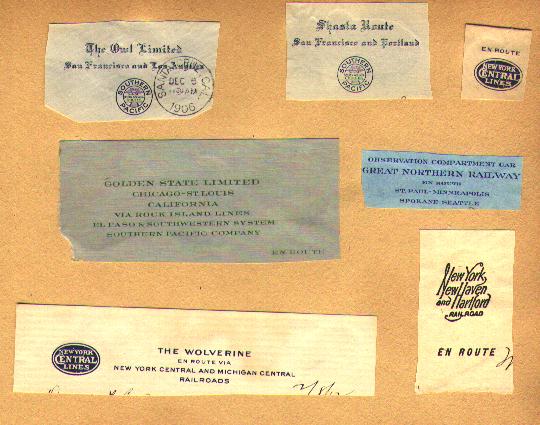 The Owl Limited
San Francisco and Los Angeles
SOUTHERN
PACIFIC
DEC 6
1906
Shasta Route
San Francisco and Portland
SOUTHERN
PACIFIC
EN ROUTE
NEW YORK
CENTRAL
LINES
GOLDEN STATE LIMITED
CHICAGO-ST. LOUIS
CALIFORNIA
VIA ROCK ISLAND LINES
EL PASO & SOUTHWESTERN SYSTEM
SOUTHERN PACIFIC COMPANY
EN ROUTE
OBSERVATION COMPARTMENT CAR
GREAT NORTHERN RAILWAY
EN ROUTE
ST. PAUL-MINNEAPOLIS
SPOKANE SEATTLE
New York,
New Haven
and Hartford
RAILROAD
EN ROUTE
NEW YORK
CENTRAL
LINES
THE WOLVERINE
EN ROUTE VIA
NEW YORK CENTRAL AND MICHIGAN CENTRAL
RAILROADS